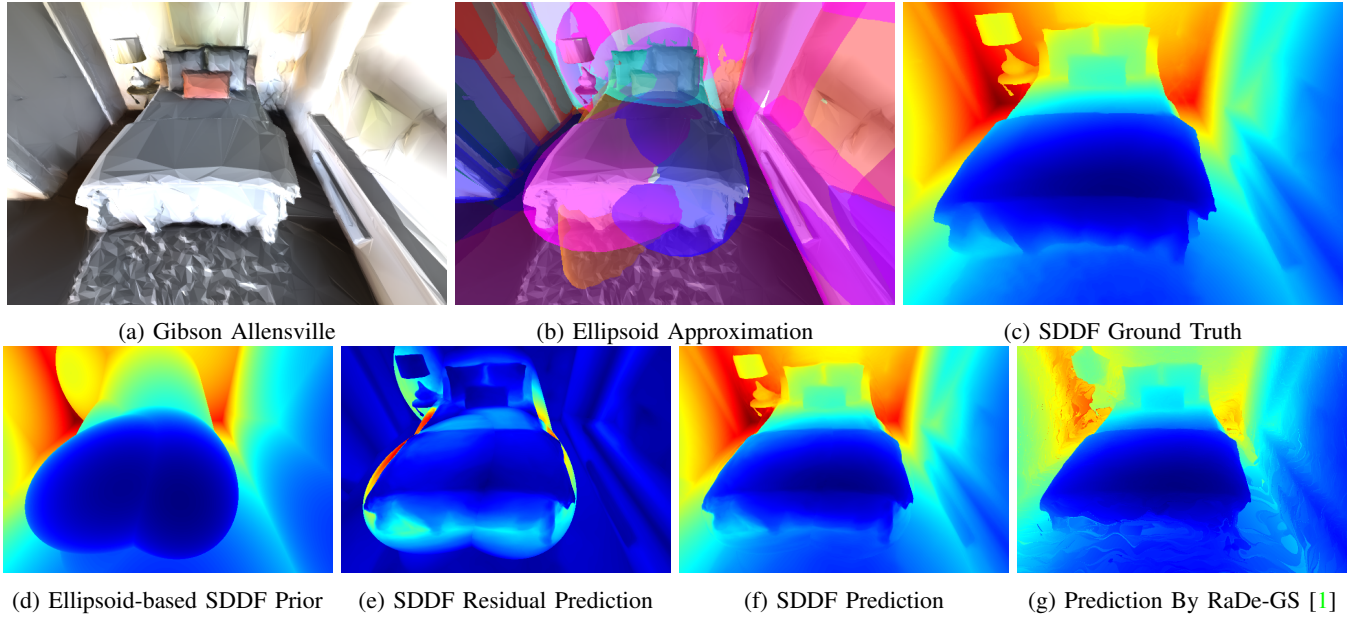 (a) Gibson Allensville
(b) Ellipsoid Approximation
(c) SDDF Ground Truth
(d) Ellipsoid-based SDDF Prior
(e) SDDF Residual Prediction
(f) SDDF Prediction
(g) Prediction By RaDe-GS [1]